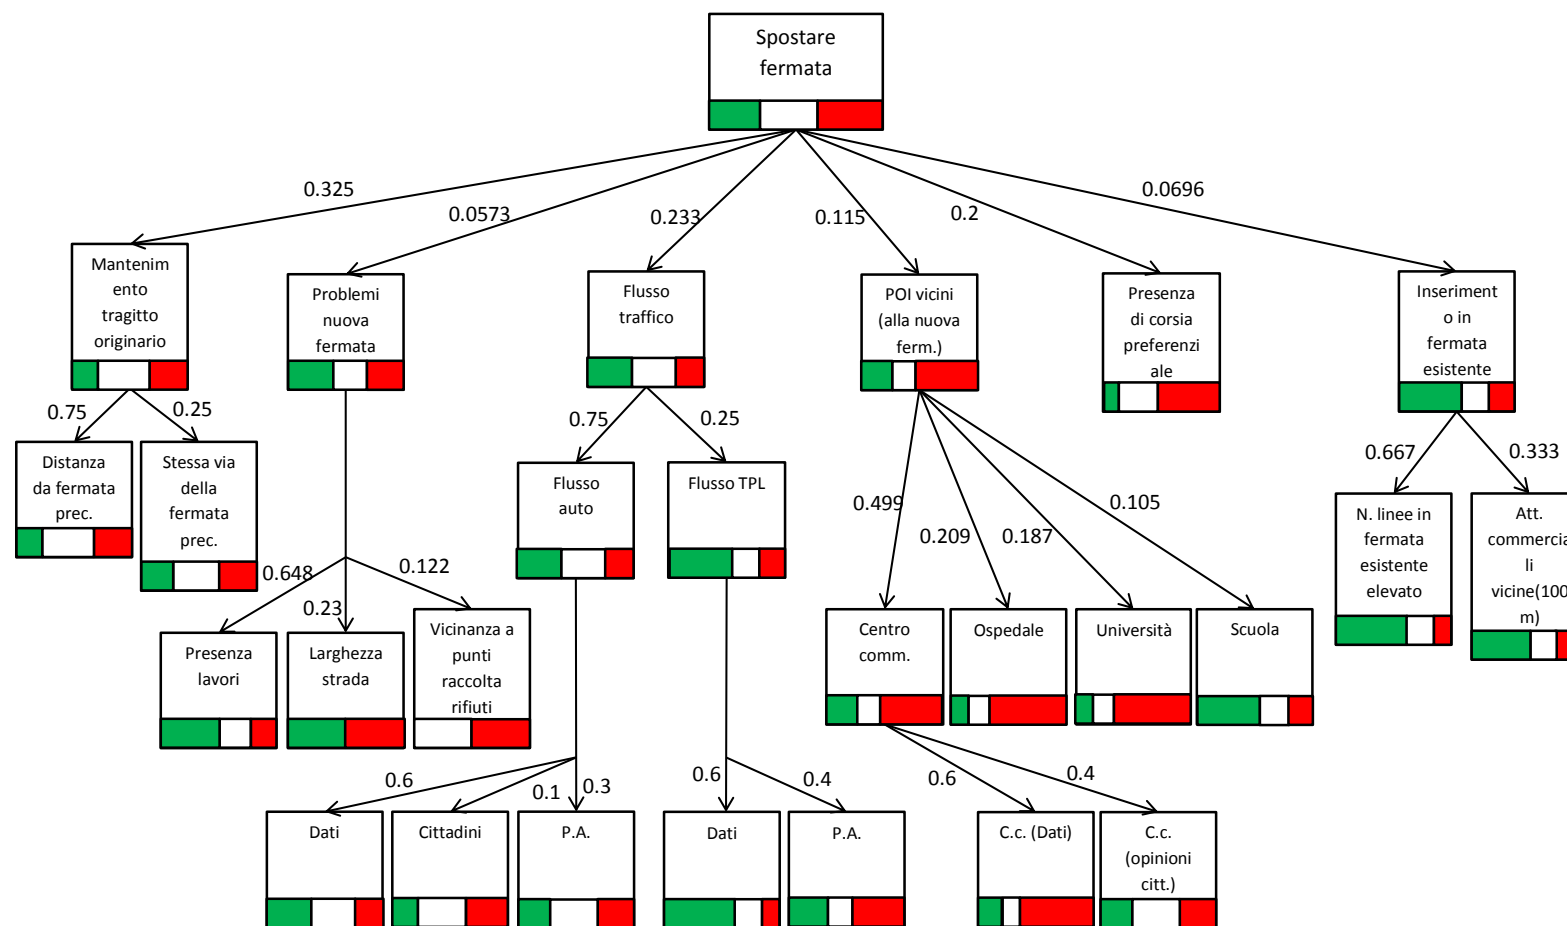 Spostare
fermata
0.325
0.0573
0.233
0.115
0.2
0.0696
Mantenim
ento
tragitto
originario
Problemi
nuova
fermata
Flusso
traffico
POI vicini
(alla nuova
ferm.)
Presenza
di corsia
preferenzi
ale
Inseriment
o in
fermata
esistente
0.75
0.25
0.75
0.25
0.667
0.333
Distanza
da fermata
prec.
Stessa via
della
fermata
prec.
Flusso
auto
Flusso TPL
0.499
0.209
0.187
0.105
N. linee in
fermata
esistente
elevato
Att.
commercia
li
vicine(100
m)
0.648
0.23
0.122
Presenza
lavori
Larghezza
strada
Vicinanza a
punti
raccolta
rifiuti
Centro
comm.
Ospedale
Università
Scuola
0.6
0.1
0.3
0.6
0.4
0.6
0.4
Dati
Cittadini
P.A.
Dati
P.A.
C.c. (Dati)
C.c.
(opinioni
citt.)